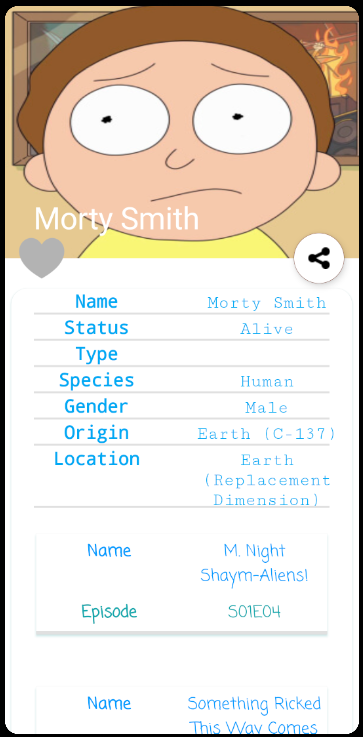 Morty Smith
Name Morty Smith
Status Alive
Type
Species Human
Gender Male
Origin Earth (C-137)
Location Earth
(Replacement
Dimension)
Name M. Night
Shaym-Aliens!
Episode S01E04
Name Something Ricked
This Way Comes